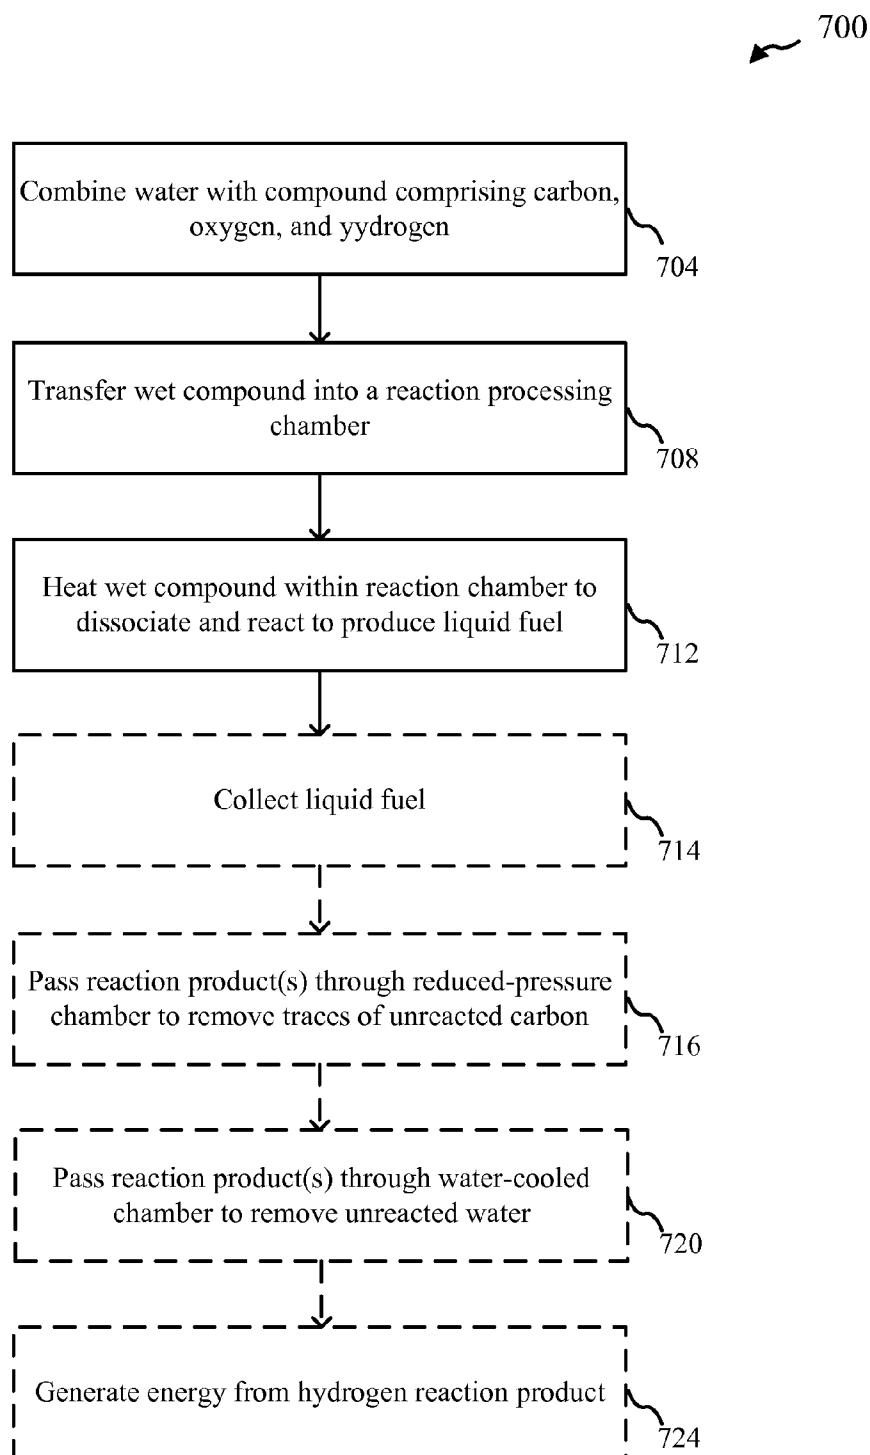 700
Combine water with compound comprising carbon,
oxygen, and yydrogen
704
Transfer wet compound into a reaction processing
chamber
708
Heat wet compound within reaction chamber to
dissociate and react to produce liquid fuel
712
Collect liquid fuel
714
Pass reaction product(s) through reduced-pressure
chamber to remove traces of unreacted carbon
716
Pass reaction product(s) through water-cooled
chamber to remove unreacted water
720
Generate energy from hydrogen reaction product
724